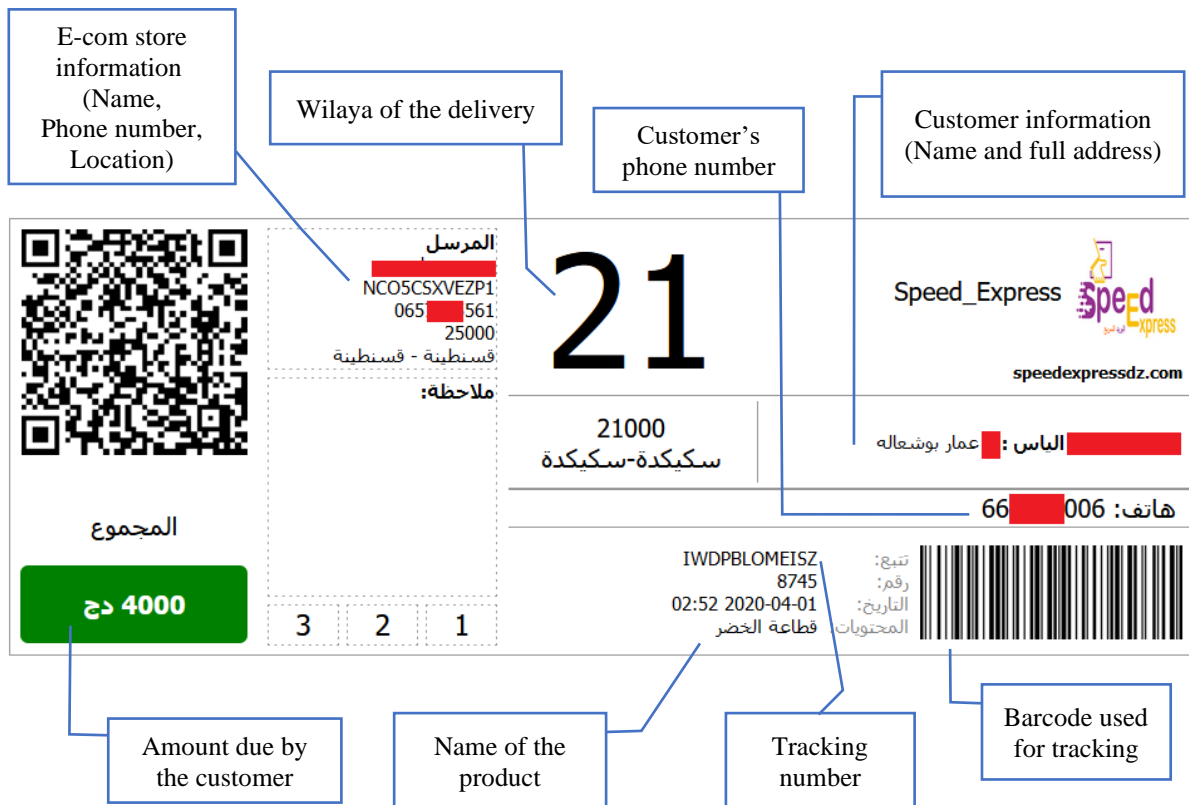 E-com store
information
(Name,
Phone number,
Location)
Wilaya of the delivery
Customer's
phone number
Customer information
(Name and full address)
المرسل
NCO5CSXVEZP1
065 561
25000
قسنطينة - قسنطينة
ملاحظة:
21
Speed_Express
SpeEd
Express
speedexpressdz.com
21000
سكيكدة-سكيكدة
الياس : عمار بوشعاله
هاتف: 006 66
المجموع
4000 دج
3 2 1
تتبع: IWDPBLOMEISZ
رقم: 8745
التاريخ: 2020-04-01 02:52
المحتويات: قطاعة الخضر
Amount due by
the customer
Name of the
product
Tracking
number
Barcode used
for tracking